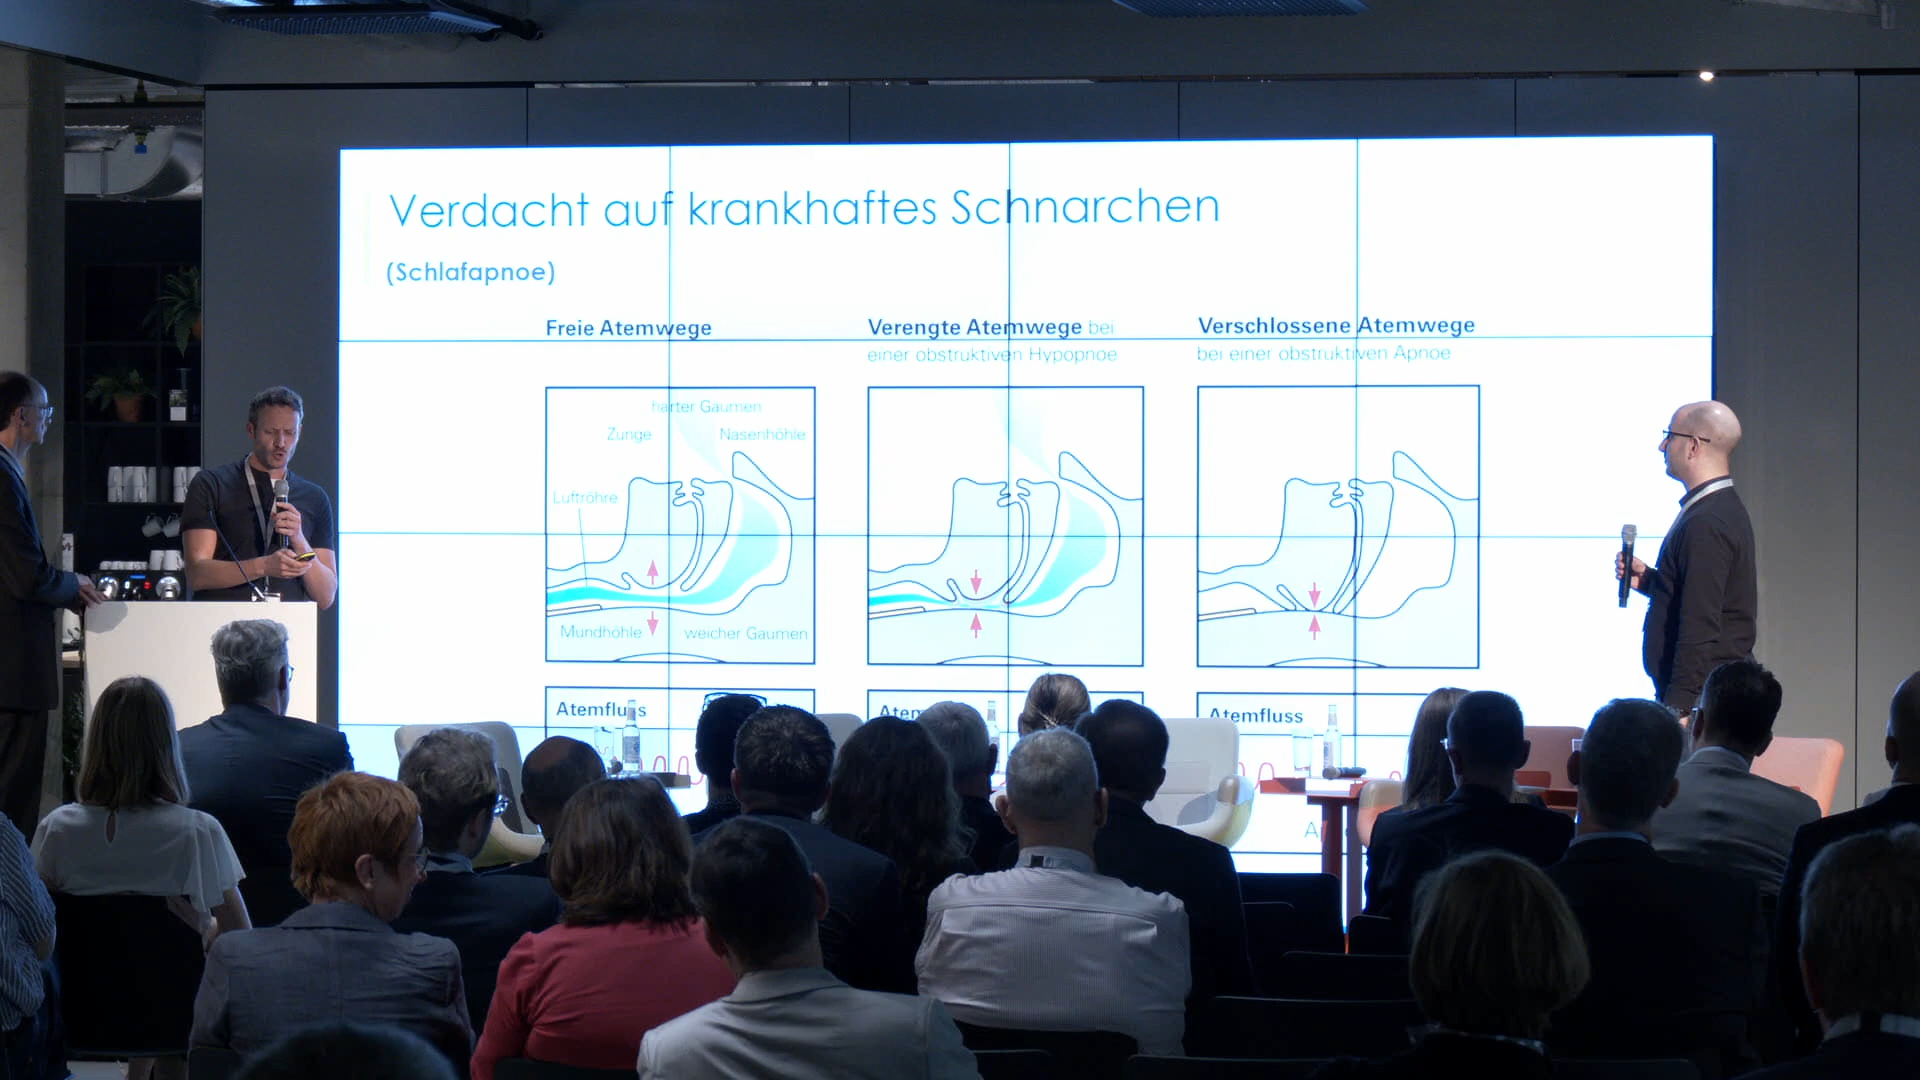 Verdacht auf krankhaftes Schnarchen
(Schlafapnoe)
Freie Atemwege
harter Gaumen
Zunge
Nasenhöhle
Luftröhre
Mundhöhle
weicher Gaumen
Atemfluss
Verengte Atemwege bei
einer obstruktiven Hypopnoe
Verschlossene Atemwege
bei einer obstruktiven Apnoe
Atemfluss